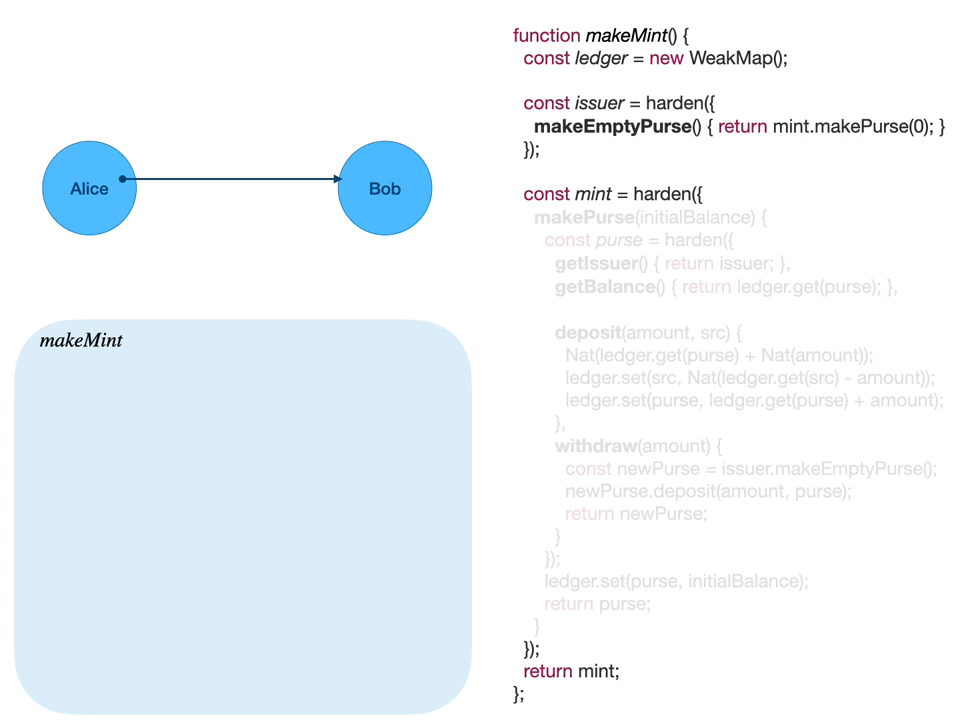 Alice
Bob
makeMint
function makeMint() {
const ledger = new WeakMap();
const issuer = harden({
makeEmptyPurse() { return mint.makePurse(0); }
});
const mint = harden({
makePurse(initialBalance) {
const purse = harden({
getIssuer() { return issuer; },
getBalance() { return ledger.get(purse); },
deposit(amount, src) {
Nat(ledger.get(purse) + Nat(amount));
ledger.set(src, Nat(ledger.get(src) - amount));
ledger.set(purse, ledger.get(purse) + amount);
},
withdraw(amount) {
const newPurse = issuer.makeEmptyPurse();
newPurse.deposit(amount, purse);
return newPurse;
}
});
ledger.set(purse, initialBalance);
return purse;
}
});
return mint;
};